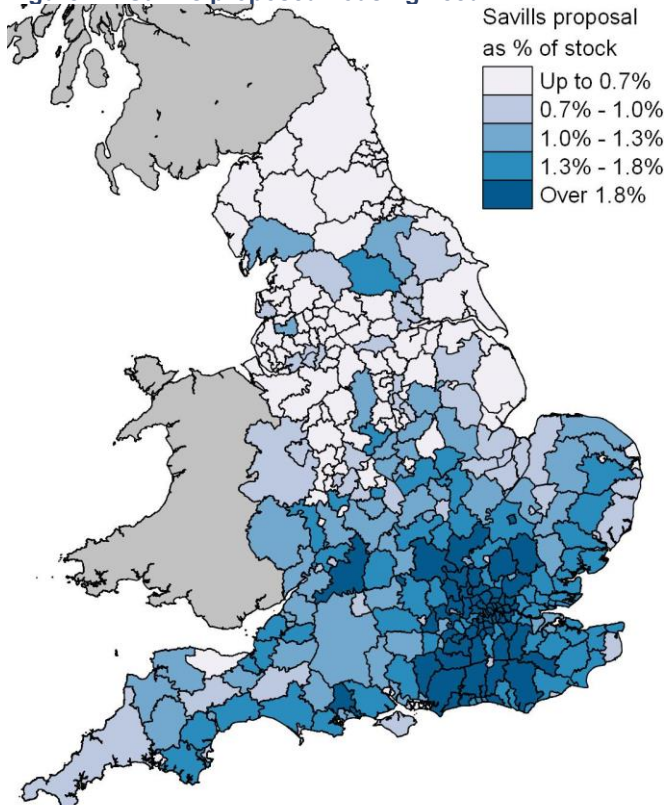 Savills proposal
as % of stock
Up to 0.7%
0.7% - 1.0%
1.0% - 1.3%
1.3% - 1.8%
Over 1.8%